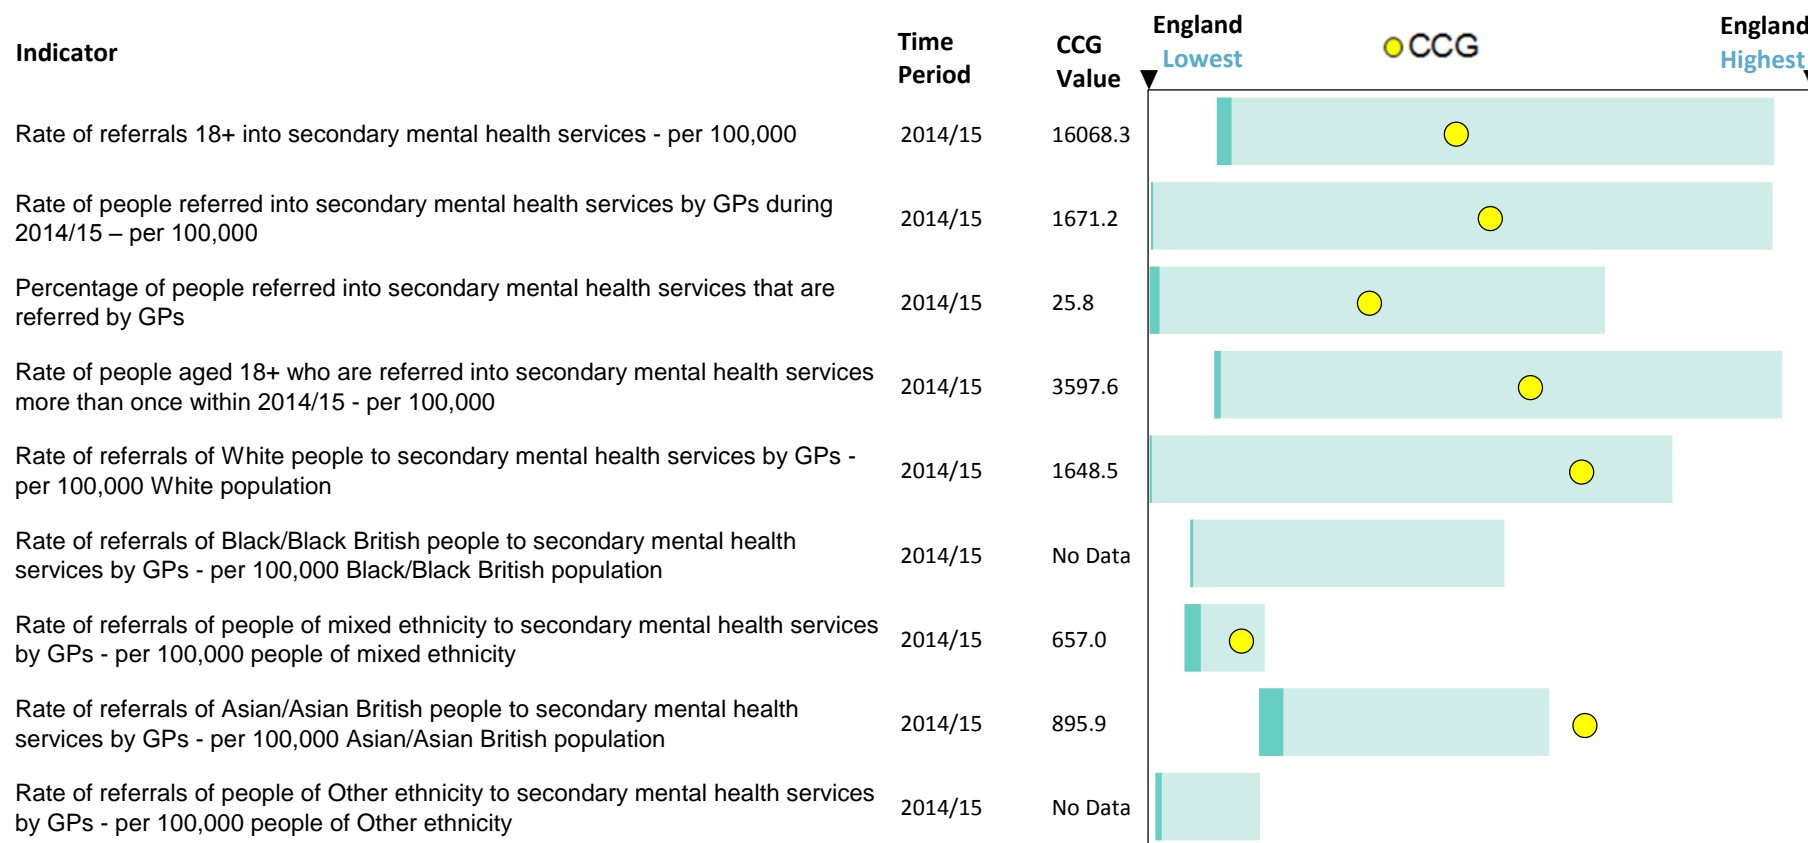 Indicator
Time
Period
CCG
Value
England
Lowest
CCG
England
Highest
Rate of referrals 18+ into secondary mental health services - per 100,000
2014/15
16068.3
Rate of people referred into secondary mental health services by GPs during
2014/15 – per 100,000
2014/15
1671.2
Percentage of people referred into secondary mental health services that are
referred by GPs
2014/15
25.8
Rate of people aged 18+ who are referred into secondary mental health services
more than once within 2014/15 - per 100,000
2014/15
3597.6
Rate of referrals of White people to secondary mental health services by GPs -
per 100,000 White population
2014/15
1648.5
Rate of referrals of Black/Black British people to secondary mental health
services by GPs - per 100,000 Black/Black British population
2014/15
No Data
Rate of referrals of people of mixed ethnicity to secondary mental health services
by GPs - per 100,000 people of mixed ethnicity
2014/15
657.0
Rate of referrals of Asian/Asian British people to secondary mental health
services by GPs - per 100,000 Asian/Asian British population
2014/15
895.9
Rate of referrals of people of Other ethnicity to secondary mental health services
by GPs - per 100,000 people of Other ethnicity
2014/15
No Data